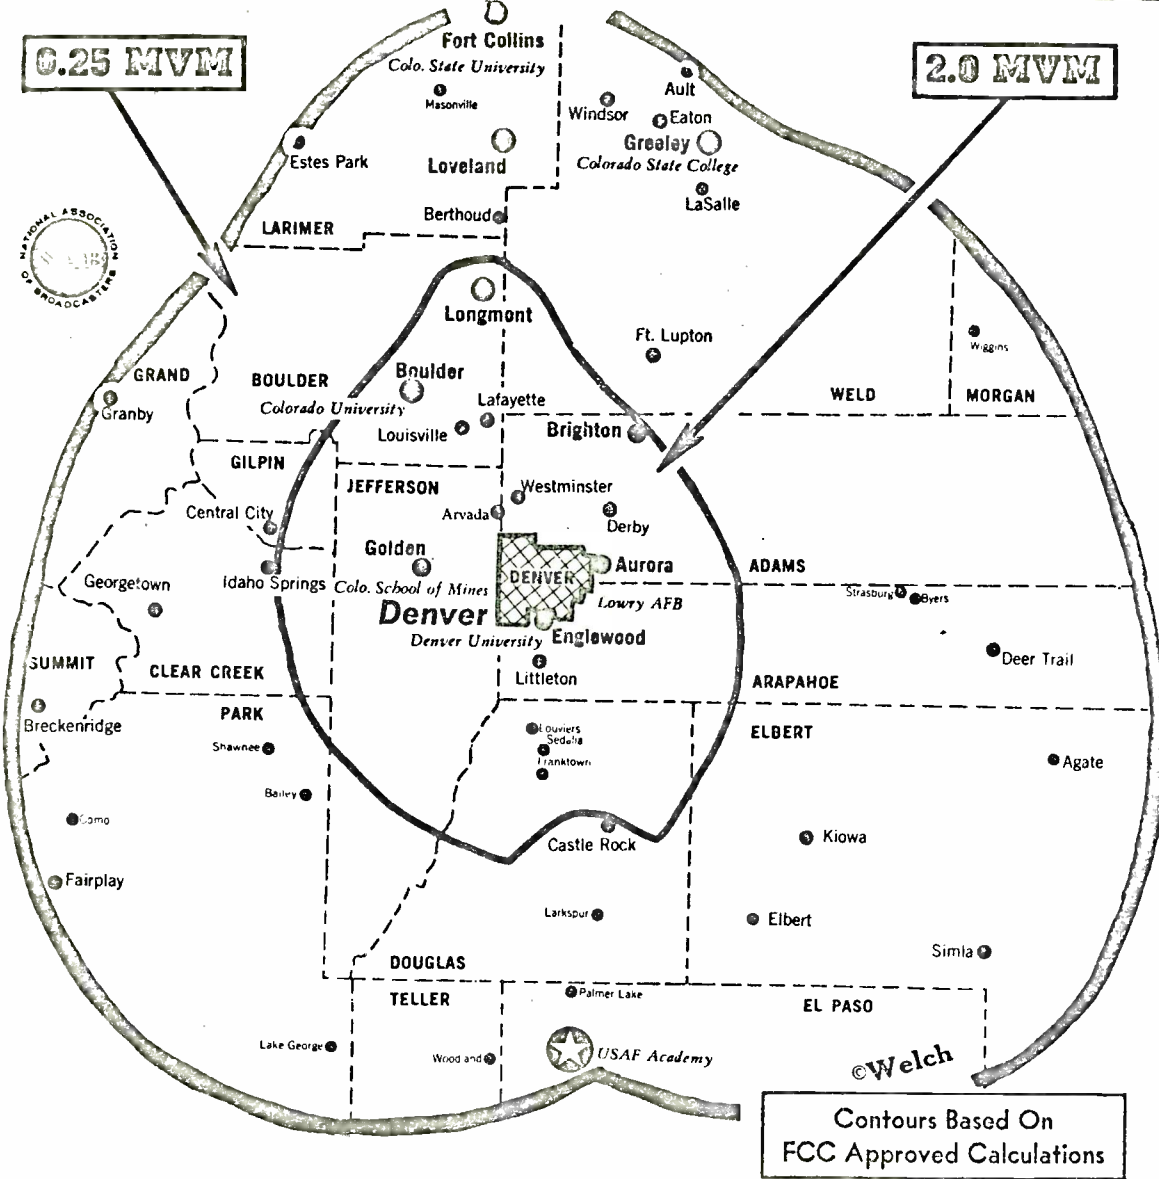 Fort Collins
Colo. State University
0.25 MVM
2.0 MVM
Masonville
Ault
Windsor
Eaton
Greeley
Colorado State College
Estes Park
Loveland
LaSalle
Berthoud
LARIMER
NATIONAL ASSOCIATION
OF BROADCASTERS
Longmont
Ft. Lupton
Wiggins
GRAND
BOULDER
Boulder
WELD
MORGAN
Granby
Colorado University
Lafayette
Louisville
Brighton
GILPIN
JEFFERSON
Westminster
Central City
Arvada
Derby
Golden
Aurora
ADAMS
Georgetown
Idaho Springs
Colo. School of Mines
DENVER
Strasburg
Byers
Lowry AFB
Denver
Denver University
Englewood
SUMMIT
CLEAR CREEK
Littleton
Deer Trail
ARAPAHOE
Breckenridge
PARK
Louviers
Sedalia
ELBERT
Shawnee
Franktown
Agate
Bailey
Como
Castle Rock
Kiowa
Fairplay
Larkspur
Elbert
Simla
DOUGLAS
TELLER
Palmer Lake
EL PASO
Lake George
Woodland
USAF Academy
©Welch
Contours Based On
FCC Approved Calculations